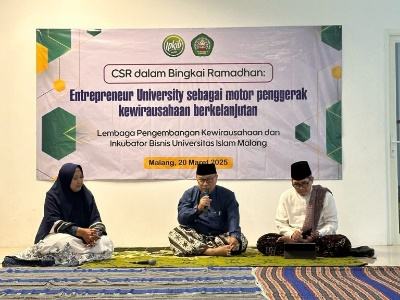 lpkib
CSR dalam Bingkai Ramadhan:
Entrepreneur University sebagai motor penggerak
kewirausahaan berkelanjutan
Lembaga Pengembangan Kewirausahaan dan
Inkubator Bisnis Universitas Islam Malang
Malang, 20 Maret 2025